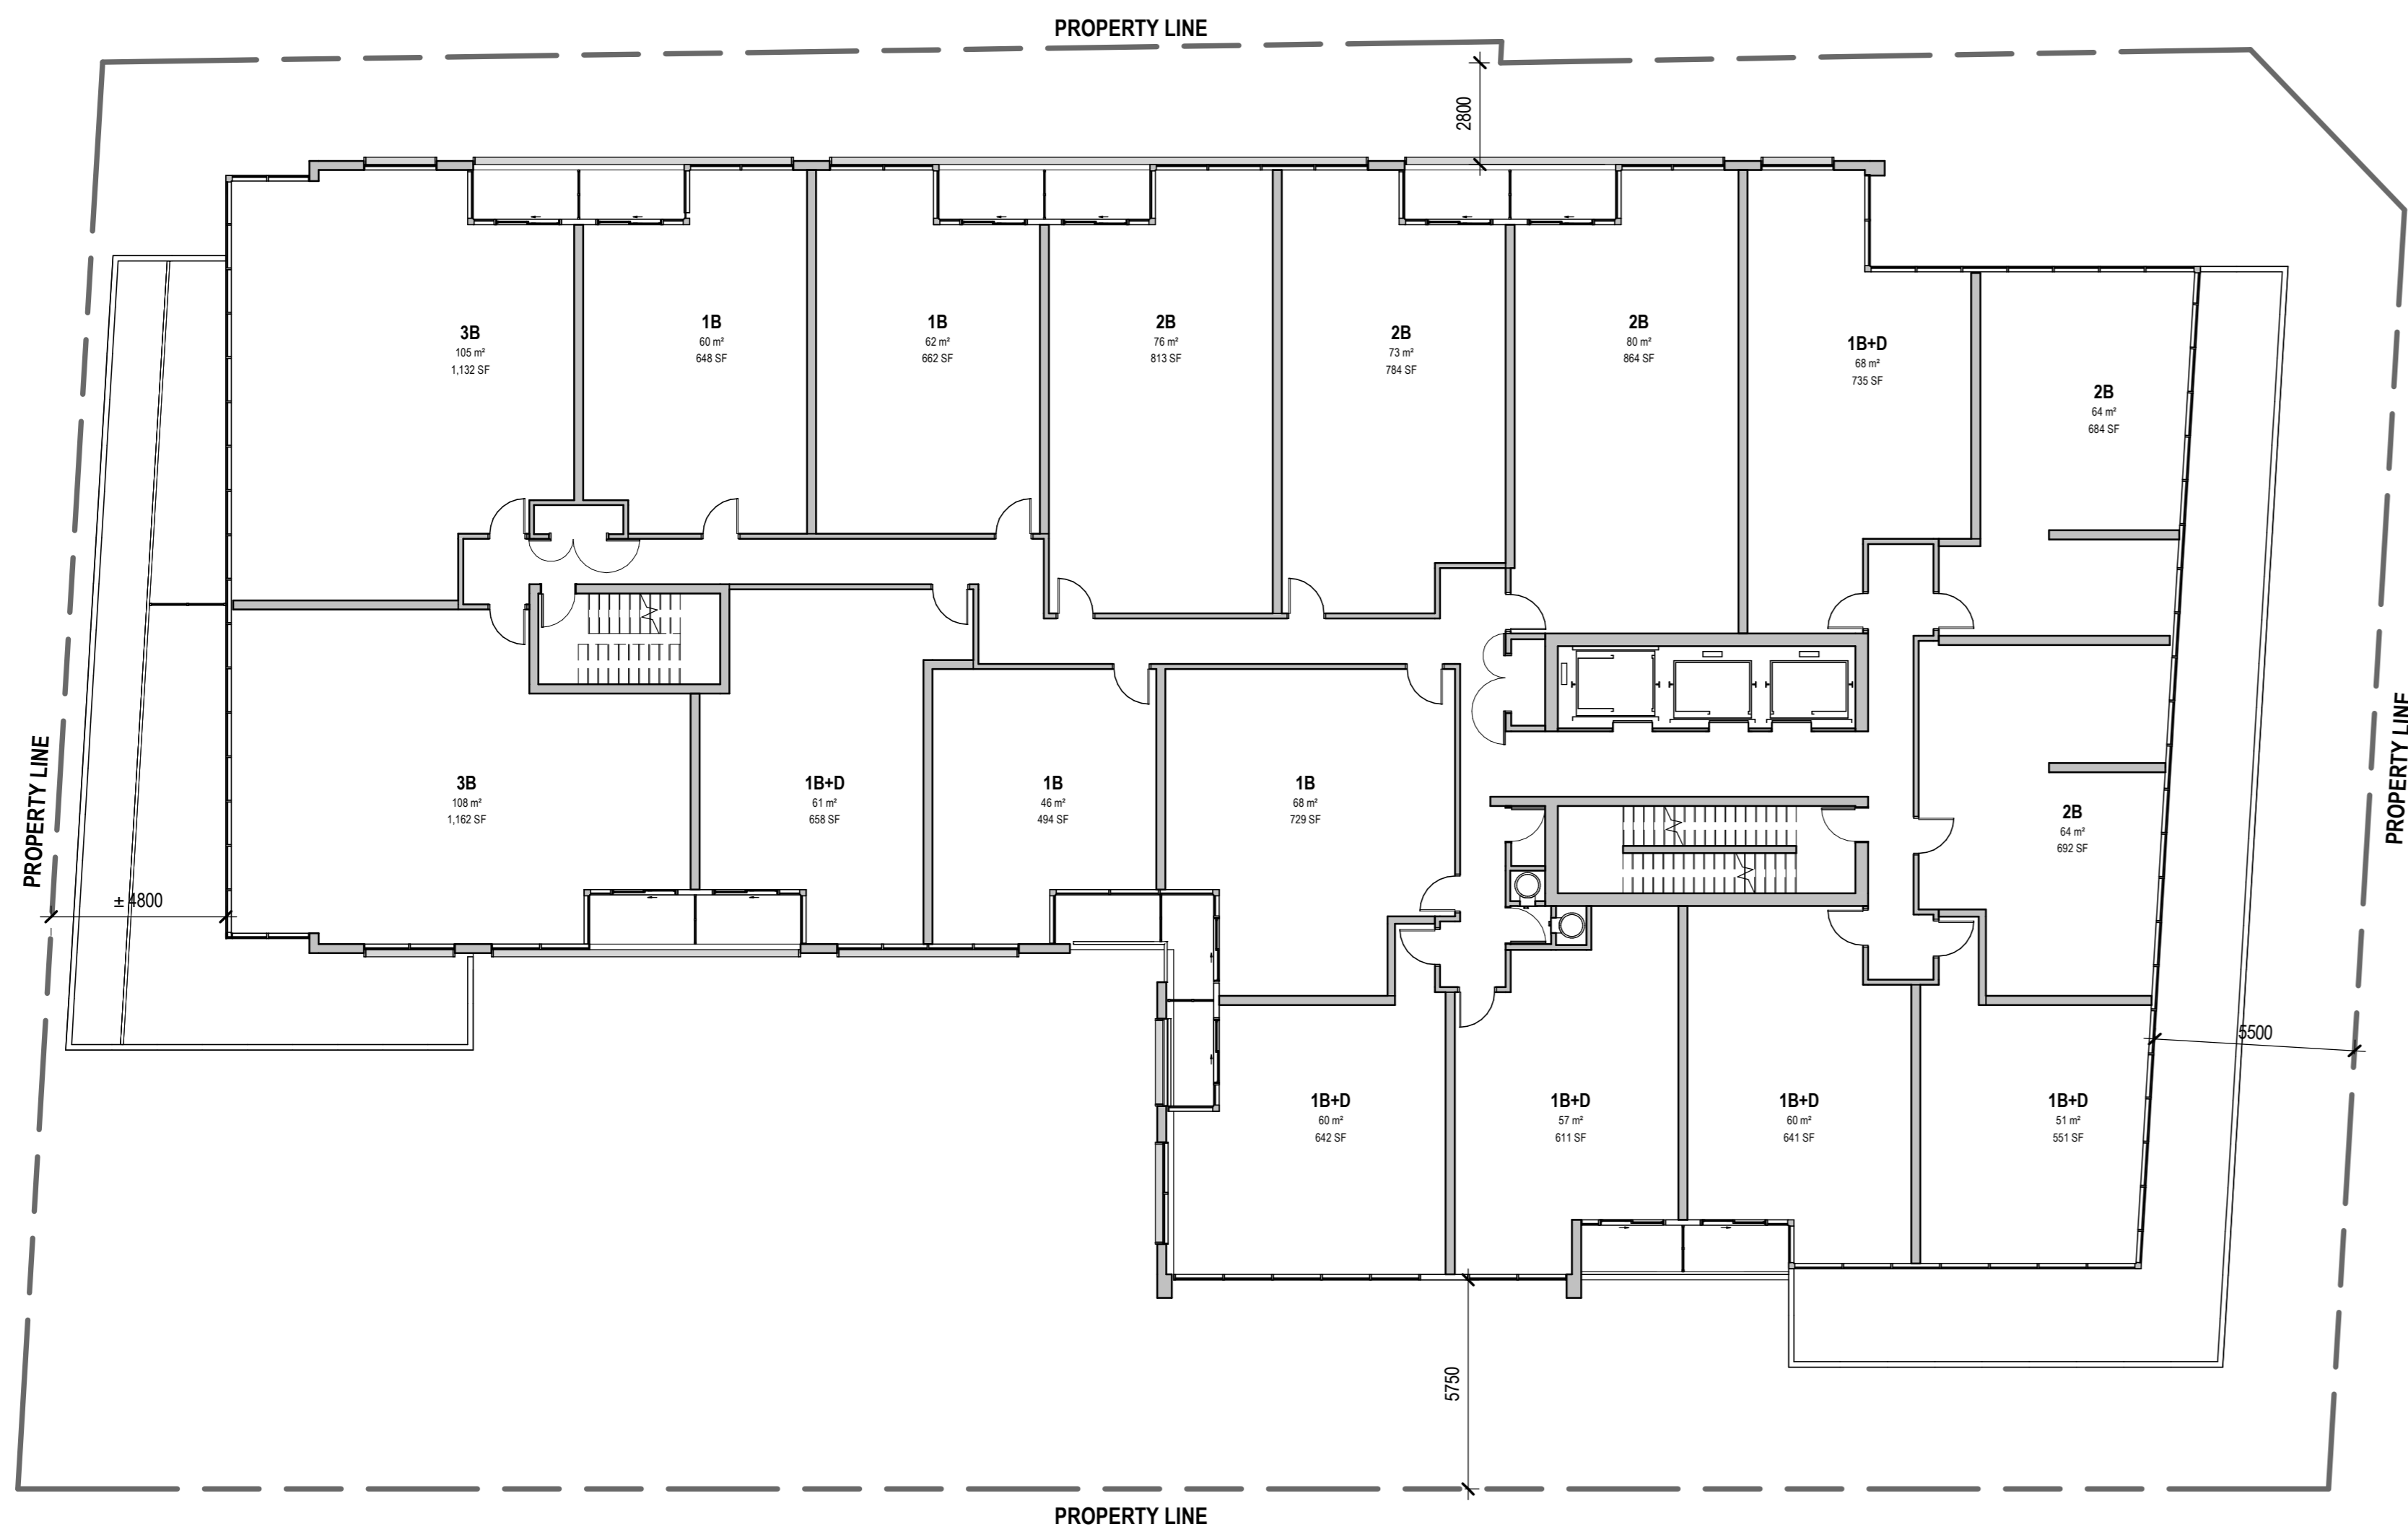 PROPERTY LINE
2800
3B
105 m²
1,132 SF
1B
60 m²
648 SF
1B
62 m²
662 SF
2B
76 m²
813 SF
2B
73 m²
784 SF
2B
80 m²
864 SF
1B+D
68 m²
735 SF
2B
64 m²
684 SF
PROPERTY LINE
PROPERTY LINE
± 4800
3B
108 m²
1,162 SF
1B+D
61 m²
658 SF
1B
46 m²
494 SF
1B
68 m²
729 SF
2B
64 m²
692 SF
5500
1B+D
60 m²
642 SF
1B+D
57 m²
611 SF
1B+D
60 m²
641 SF
1B+D
51 m²
551 SF
5750
PROPERTY LINE